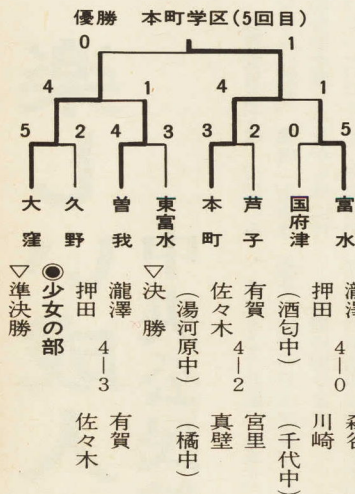 優勝 本町学区(5回目)
0 1
4 1 4 1
5 2 4 3 3 2 0 5
大窪
久野
曽我
東富水
本町
芦子
国府津
富水
瀧澤
押田 4―0 川崎
(酒匂中) (千代中)
有賀 宮里
佐々木 4―2 真壁
(湯河原中) (橘中)
▽決勝
瀧澤 有賀
押田 4―3 佐々木
◉少女の部
▽準決勝